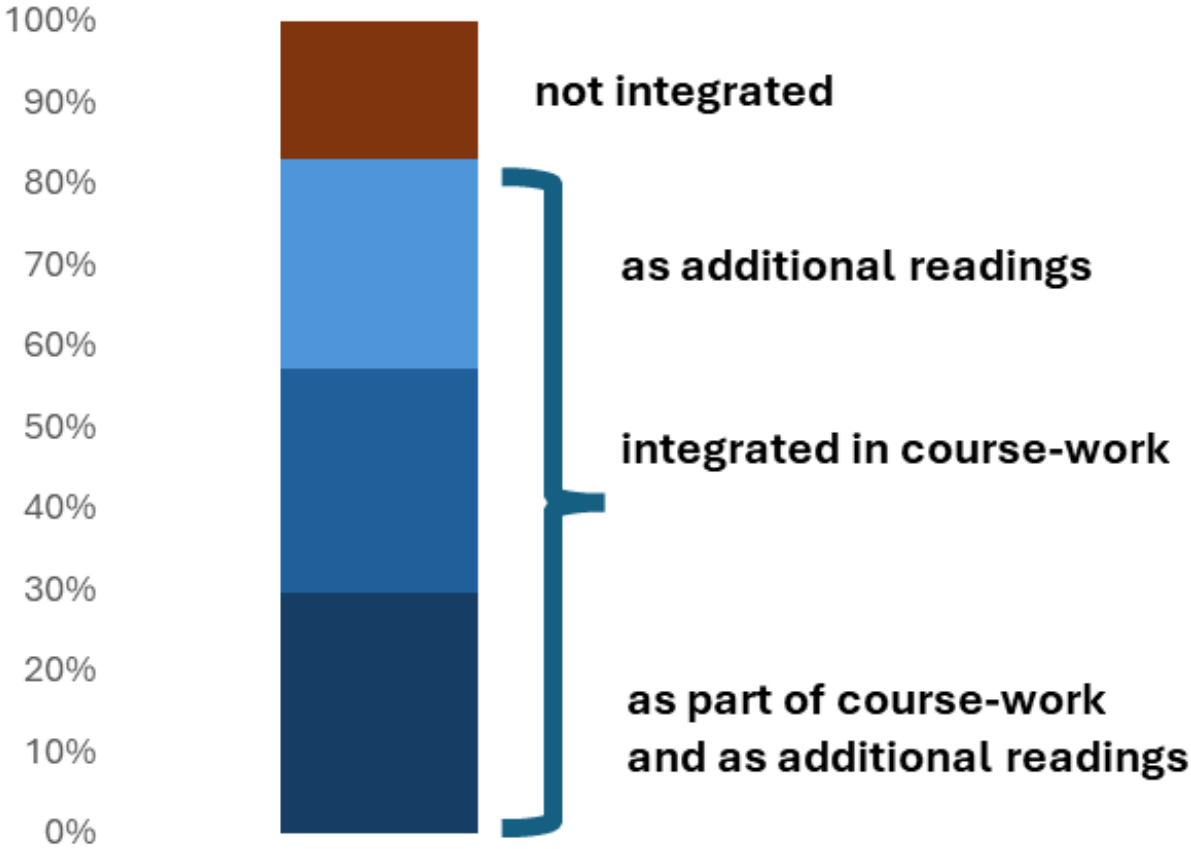 100%
90%
80%
70%
60%
50%
40%
30%
20%
10%
0%
not integrated
as additional readings
integrated in course-work
as part of course-work
and as additional readings